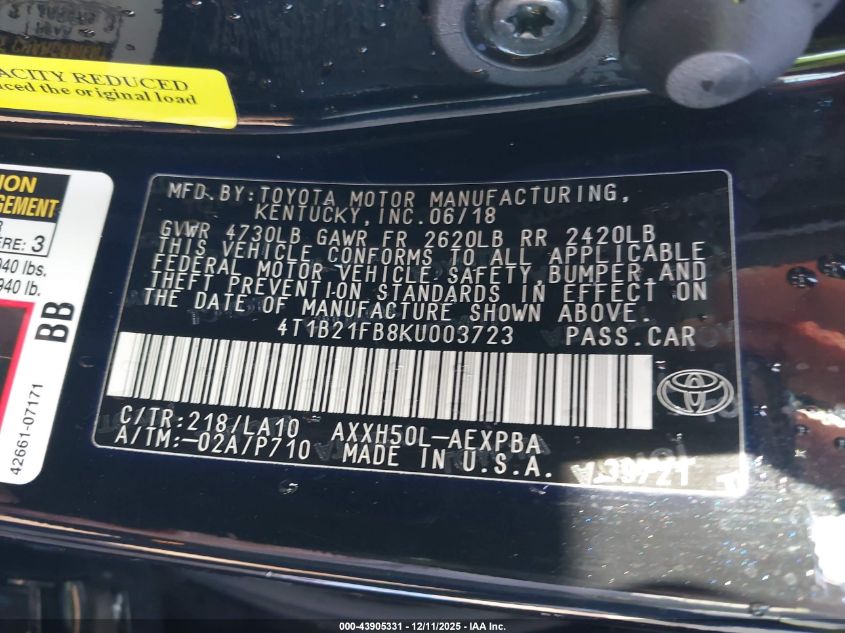 ACITY REDUCED
uced the original load
ION
GEMENT
ERE: 3
940 lbs.
940 lb.
BB
42661-07171
MFD. BY: TOYOTA MOTOR MANUFACTURING,
KENTUCKY, INC. 06/18
GVWR 4730LB GAWR FR 2620LB RR 2420LB
THIS VEHICLE CONFORMS TO ALL APPLICABLE
FEDERAL MOTOR VEHICLE SAFETY, BUMPER AND
THEFT PREVENTION STANDARDS IN EFFECT ON
THE DATE OF MANUFACTURE SHOWN ABOVE.
4T1B21FB8KU003723 PASS.CAR
C/TR:218/LA10 AXXH50L-AEXPBA
A/TM:-02A/P710 MADE IN U.S.A.
000-43905331 - 12/11/2025 - IAA Inc.